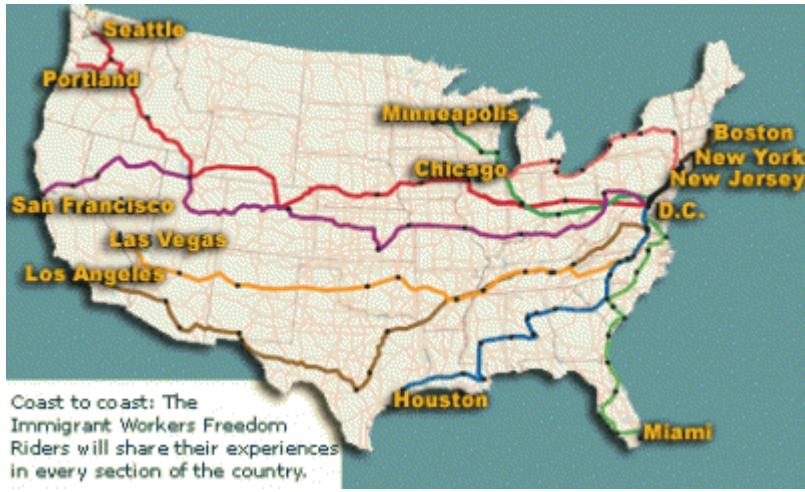 Seattle
Portland
Minneapolis
Boston
New York
Chicago
New Jersey
San Francisco
D.C.
Las Vegas
Los Angeles
Houston
Miami
Coast to coast: The
Immigrant Workers Freedom
Riders will share their experiences
in every section of the country.